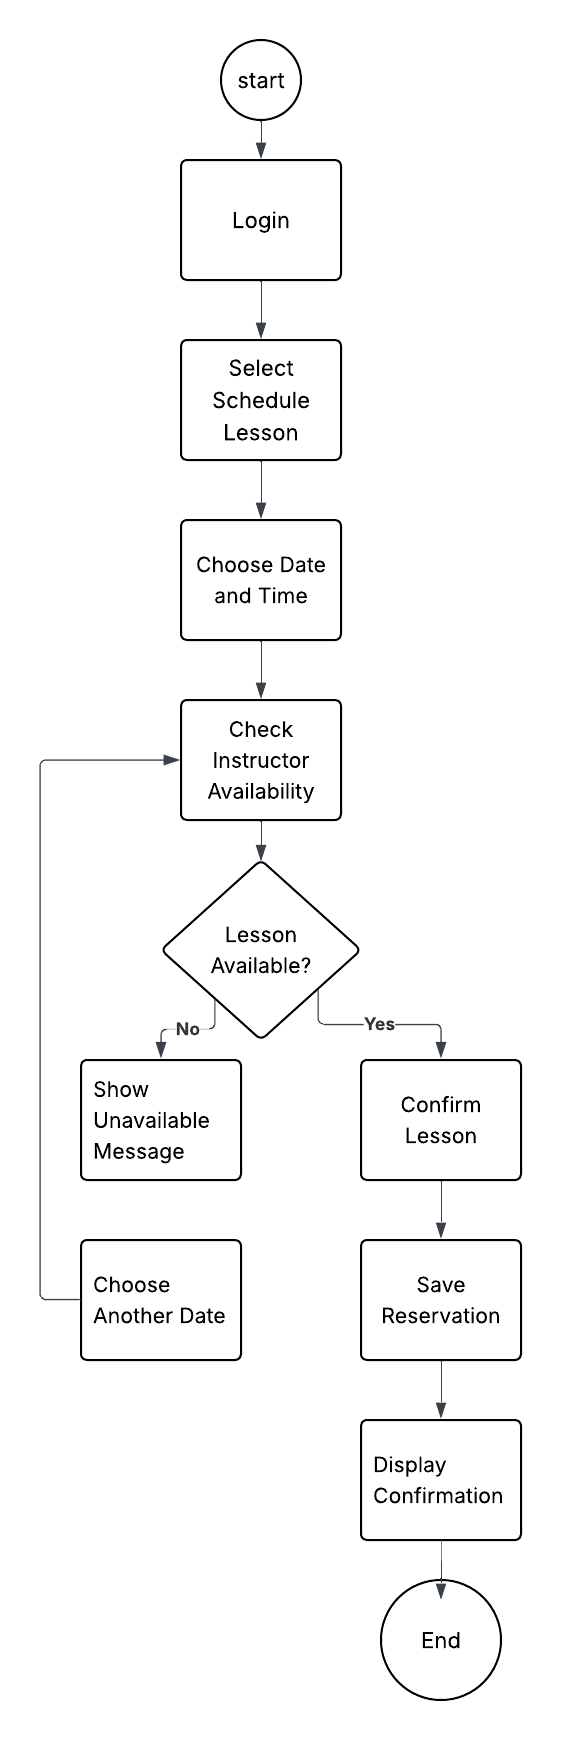 start
Login
Select
Schedule
Lesson
Choose Date
and Time
Check
Instructor
Availability
Lesson
Available?
No
Yes
Show
Unavailable
Message
Confirm
Lesson
Choose
Another Date
Save
Reservation
Display
Confirmation
End